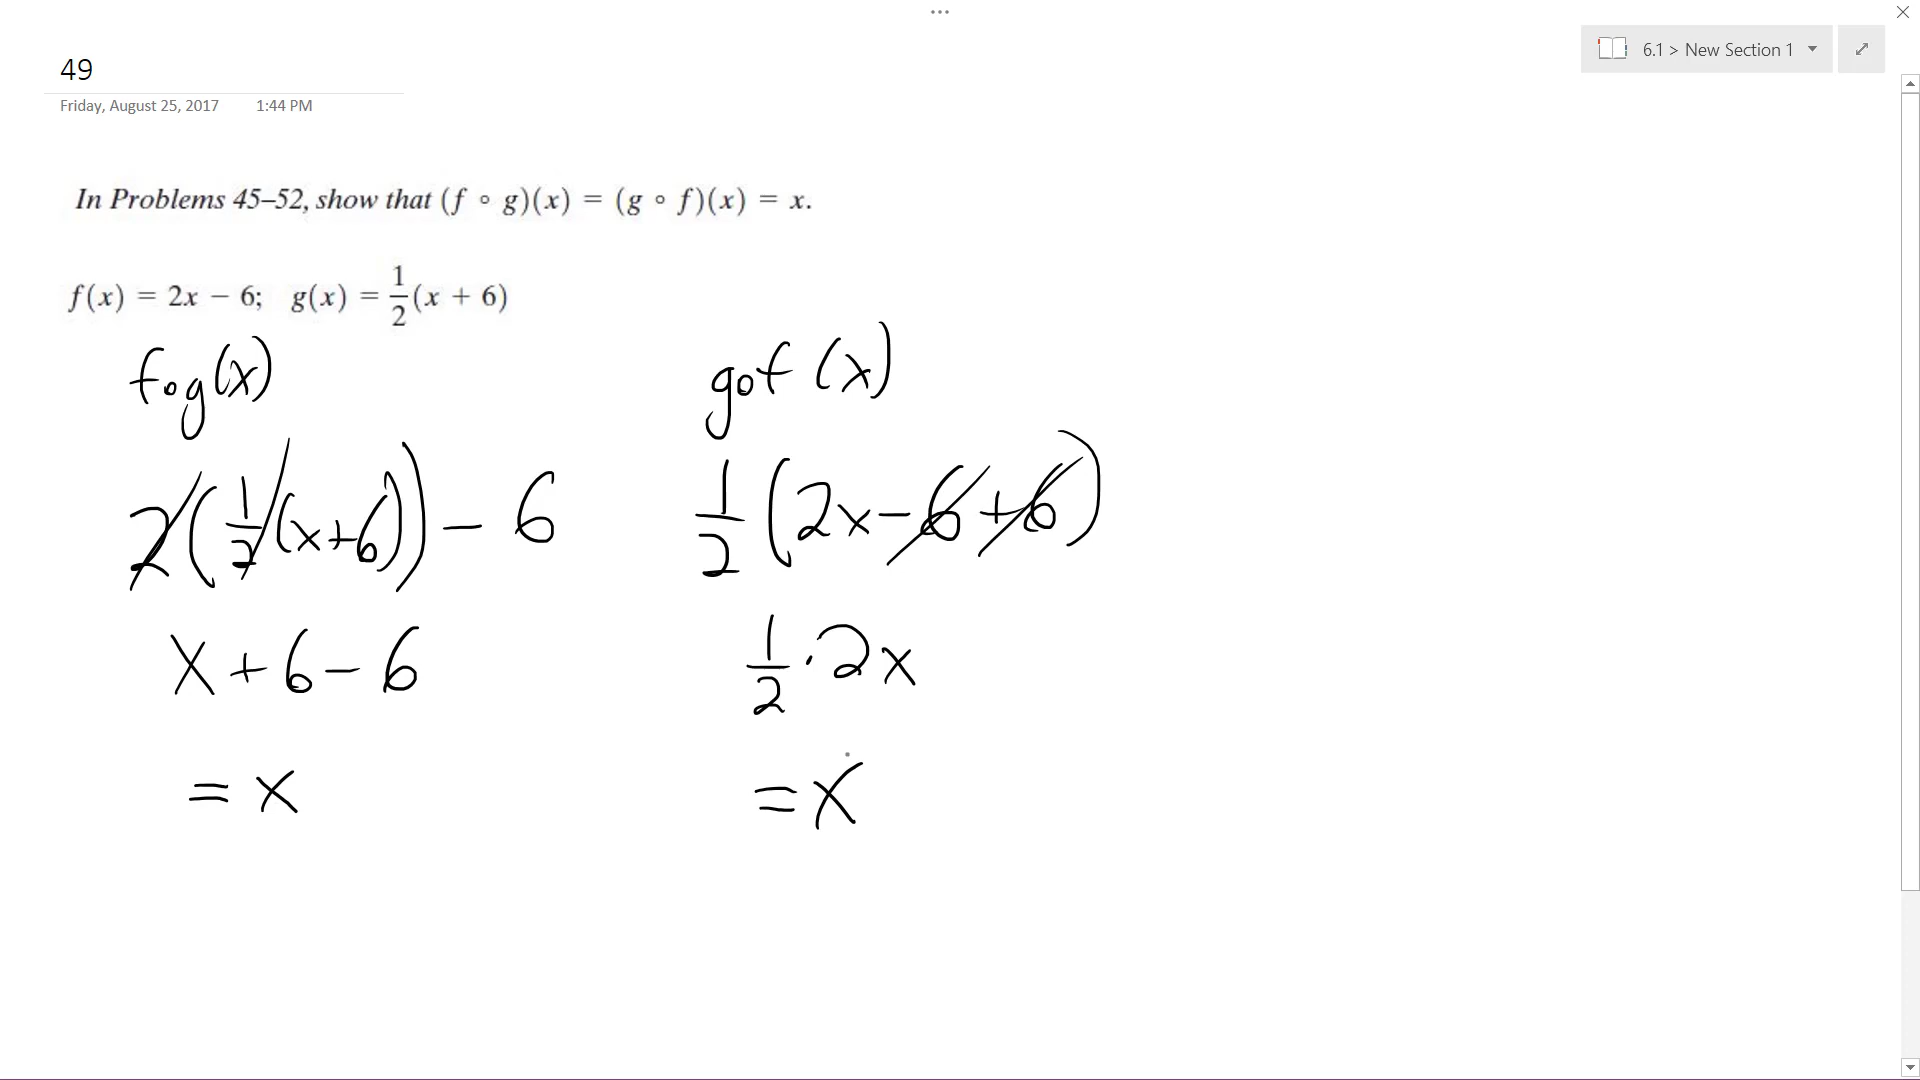 ...
6.1 > New Section 1
49
Friday, August 25, 2017 1:44 PM
In Problems 45–52, show that (f ∘ g)(x) = (g ∘ f)(x) = x.
f(x) = 2x − 6; g(x) = 1/2(x + 6)
fog(x)
2(1/2(x+6)) − 6
x + 6 − 6
= x
gof(x)
1/2(2x − 6 + 6)
1/2 · 2x
= x